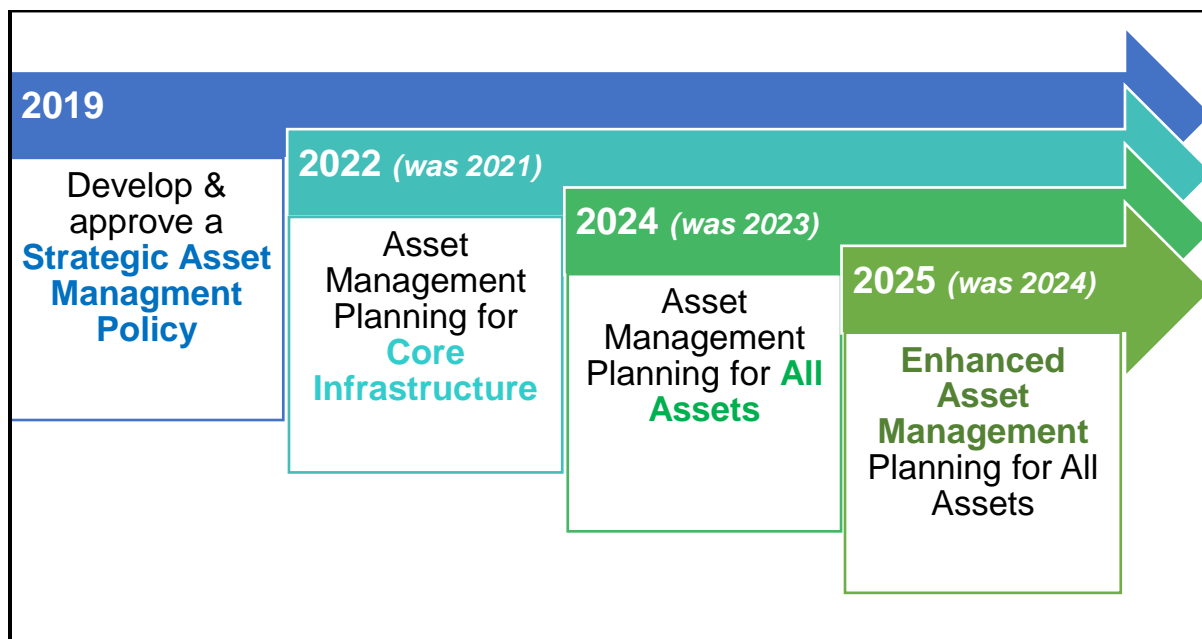 2019
Develop &
approve a
Strategic Asset
Managment
Policy
2022 (was 2021)
Asset
Management
Planning for
Core
Infrastructure
2024 (was 2023)
Asset
Management
Planning for All
Assets
2025 (was 2024)
Enhanced
Asset
Management
Planning for All
Assets